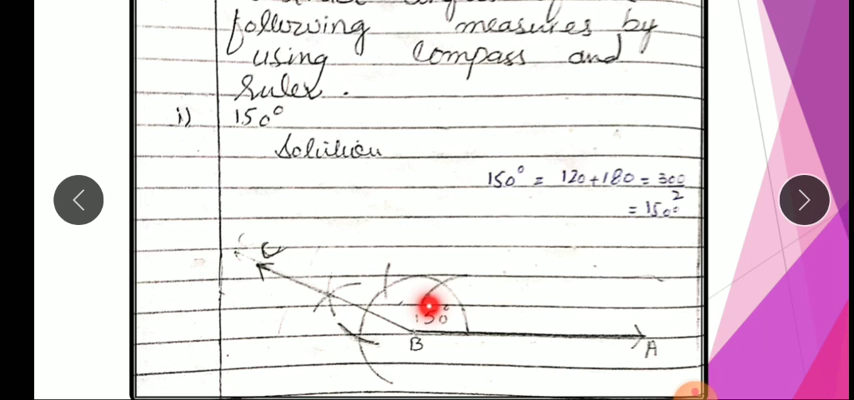 following measures by
using compass and
Ruler.
i) 150°
Solution
150° = 120+180 = 300
2
= 150°
C
150°
B
A